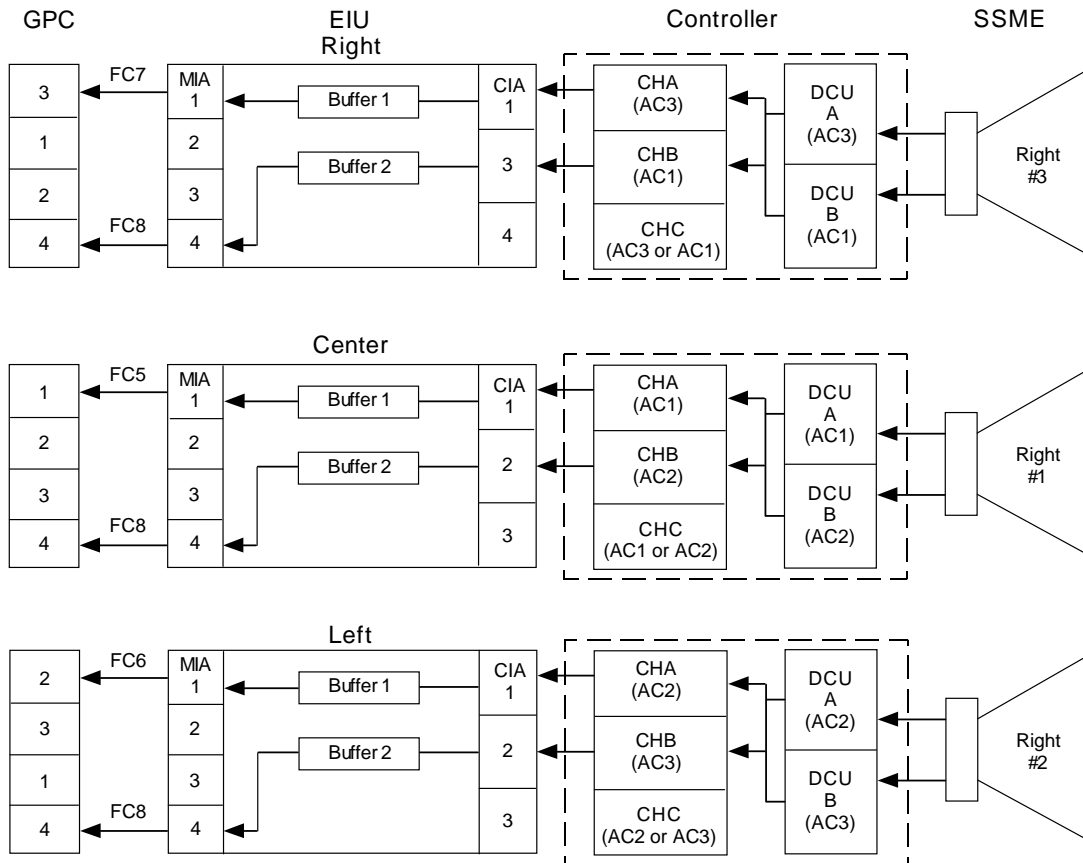 GPC
EIU
Controller
SSME
Right
3
1
2
4
FC7
FC8
MIA
1
2
3
4
Buffer 1
Buffer 2
CIA
1
3
4
CHA
(AC3)
CHB
(AC1)
CHC
(AC3 or AC1)
DCU
A
(AC3)
DCU
B
(AC1)
Right
#3
Center
1
2
3
4
FC5
FC8
MIA
1
2
3
4
Buffer 1
Buffer 2
CIA
1
2
3
CHA
(AC1)
CHB
(AC2)
CHC
(AC1 or AC2)
DCU
A
(AC1)
DCU
B
(AC2)
Right
#1
Left
2
3
1
4
FC6
FC8
MIA
1
2
3
4
Buffer 1
Buffer 2
CIA
1
2
3
CHA
(AC2)
CHB
(AC3)
CHC
(AC2 or AC3)
DCU
A
(AC2)
DCU
B
(AC3)
Right
#2